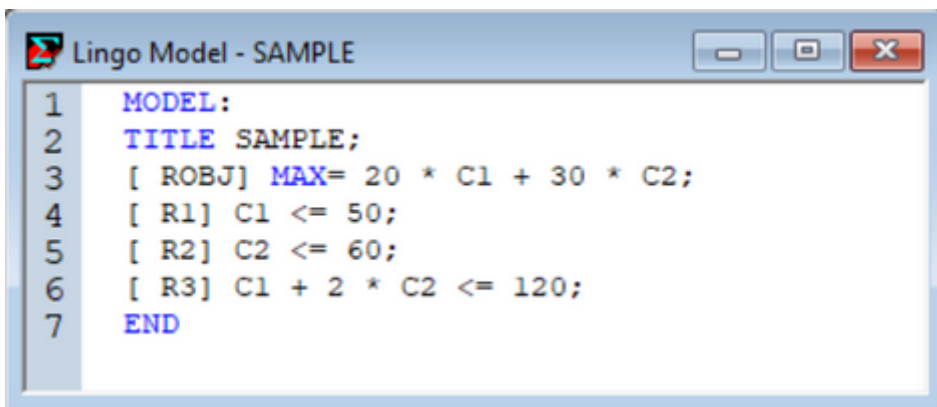 Lingo Model - SAMPLE
1 MODEL:
2 TITLE SAMPLE;
3 [ ROBJ] MAX= 20 * C1 + 30 * C2;
4 [ R1] C1 <= 50;
5 [ R2] C2 <= 60;
6 [ R3] C1 + 2 * C2 <= 120;
7 END